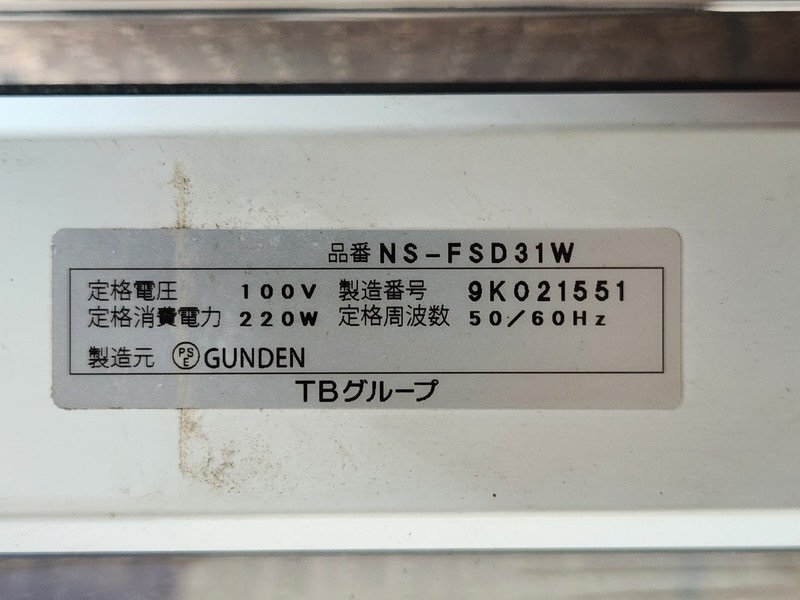 品番 NS-FSD31W
定格電圧 100V 製造番号 9K021551
定格消費電力 220W 定格周波数 50/60Hz
製造元 PSE GUNDEN
TBグループ